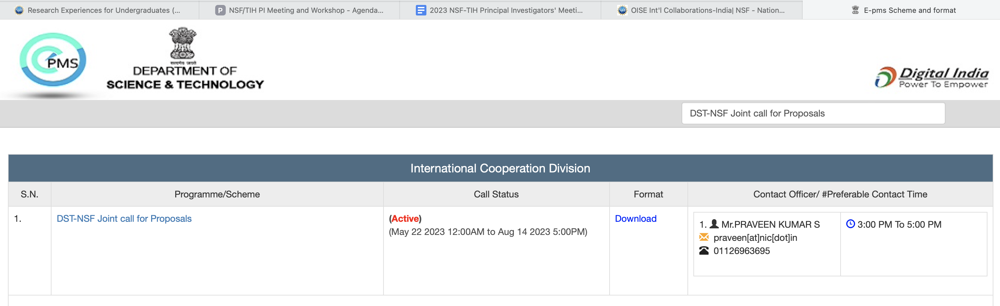 Research Experiences for Undergraduates (...
P NSF/TIH PI Meeting and Workshop - Agenda...
2023 NSF-TIH Principal Investigators' Meeti...
OISE Int'l Collaborations-India| NSF - Nation...
E-pms Scheme and format
PMS
सत्यमेव जयते
DEPARTMENT OF
SCIENCE & TECHNOLOGY
Digital India
Power To Empower
DST-NSF Joint call for Proposals
International Cooperation Division
S.N. Programme/Scheme Call Status Format Contact Officer/ #Preferable Contact Time
1. DST-NSF Joint call for Proposals (Active) Download
(May 22 2023 12:00AM to Aug 14 2023 5:00PM)
1. Mr.PRAVEEN KUMAR S 3:00 PM To 5:00 PM
praveen[at]nic[dot]in
01126963695